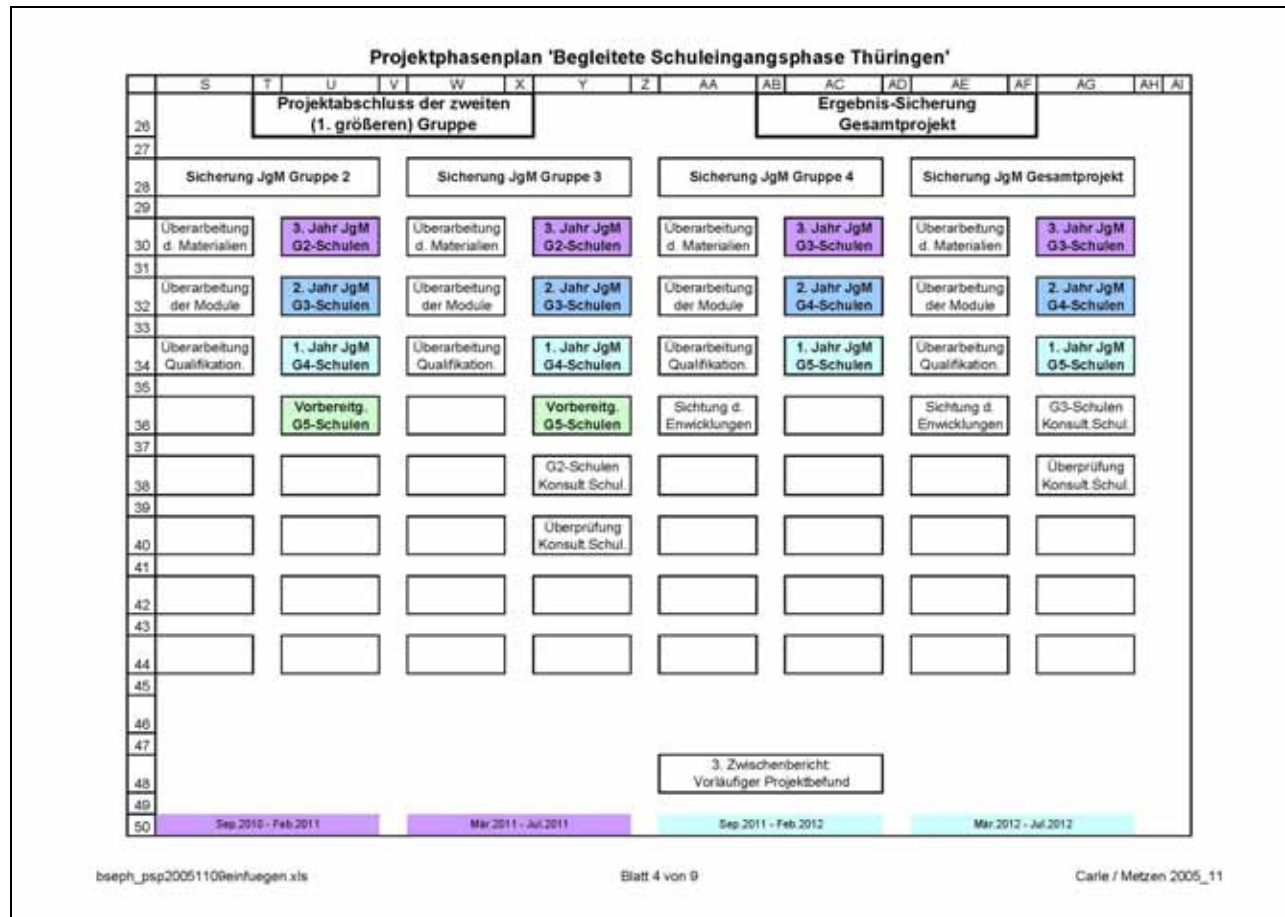 Projektphasenplan 'Begleitete Schuleingangsphase Thüringen'
S T U V W X Y Z AA AB AC AD AE AF AG AH AI
Projektabschluss der zweiten Ergebnis-Sicherung
26 (1. größeren) Gruppe Gesamtprojekt
27
28 Sicherung JgM Gruppe 2 Sicherung JgM Gruppe 3 Sicherung JgM Gruppe 4 Sicherung JgM Gesamtprojekt
29
Überarbeitung 3. Jahr JgM Überarbeitung 3. Jahr JgM Überarbeitung 3. Jahr JgM Überarbeitung 3. Jahr JgM
30 d. Materialien G2-Schulen d. Materialien G2-Schulen d. Materialien G3-Schulen d. Materialien G3-Schulen
31
Überarbeitung 2. Jahr JgM Überarbeitung 2. Jahr JgM Überarbeitung 2. Jahr JgM Überarbeitung 2. Jahr JgM
32 der Module G3-Schulen der Module G3-Schulen der Module G4-Schulen der Module G4-Schulen
33
Überarbeitung 1. Jahr JgM Überarbeitung 1. Jahr JgM Überarbeitung 1. Jahr JgM Überarbeitung 1. Jahr JgM
34 Qualifikation. G4-Schulen Qualifikation. G4-Schulen Qualifikation. G5-Schulen Qualifikation. G5-Schulen
35
Vorbereitg. Vorbereitg. Sichtung d. Sichtung d. G3-Schulen
36 G5-Schulen G5-Schulen Enwicklungen Enwicklungen Konsult.Schul.
37
G2-Schulen Überprüfung
38 Konsult.Schul. Konsult.Schul.
39
Überprüfung
40 Konsult.Schul.
41
42
43
44
45
46
47
3. Zwischenbericht:
48 Vorläufiger Projektbefund
49
50 Sep.2010 - Feb.2011 Mär.2011 - Jul.2011 Sep.2011 - Feb.2012 Mär.2012 - Jul.2012
bseph_psp20051109einfuegen.xls Blatt 4 von 9 Carle / Metzen 2005_11